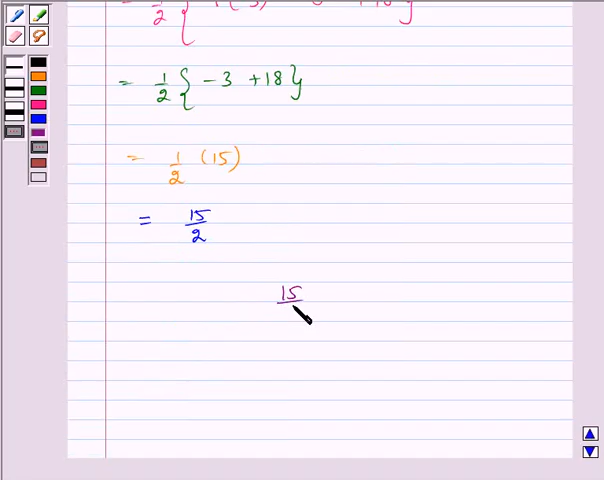 = 1/2 { -3 +18 }
= 1/2 (15)
= 15/2
15